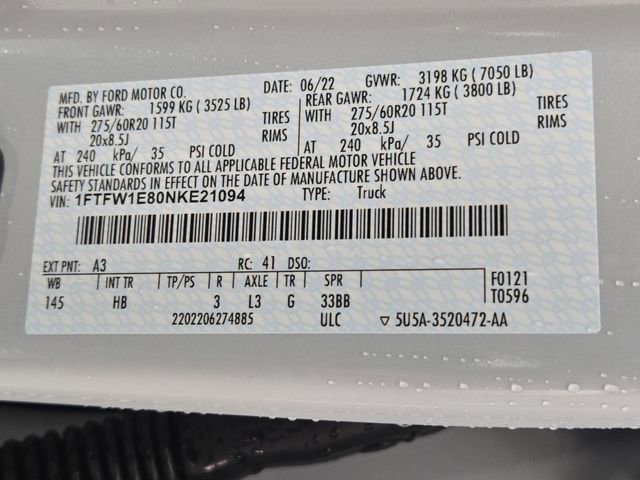 MFD. BY FORD MOTOR CO. DATE: 06/22 GVWR: 3198 KG ( 7050 LB)
FRONT GAWR: 1599 KG ( 3525 LB) REAR GAWR: 1724 KG ( 3800 LB)
WITH 275/60R20 115T TIRES WITH 275/60R20 115T TIRES
20x8.5J RIMS 20x8.5J RIMS
AT 240 kPa/ 35 PSI COLD AT 240 kPa/ 35 PSI COLD
THIS VEHICLE CONFORMS TO ALL APPLICABLE FEDERAL MOTOR VEHICLE
SAFETY STANDARDS IN EFFECT ON THE DATE OF MANUFACTURE SHOWN ABOVE.
VIN: 1FTFW1E80NKE21094 TYPE: Truck
EXT PNT: A3 RC: 41 DSO:
WB INT TR TP/PS R AXLE TR SPR F0121
145 HB 3 L3 G 33BB T0596
2202206274885 ULC ▽ 5U5A-3520472-AA